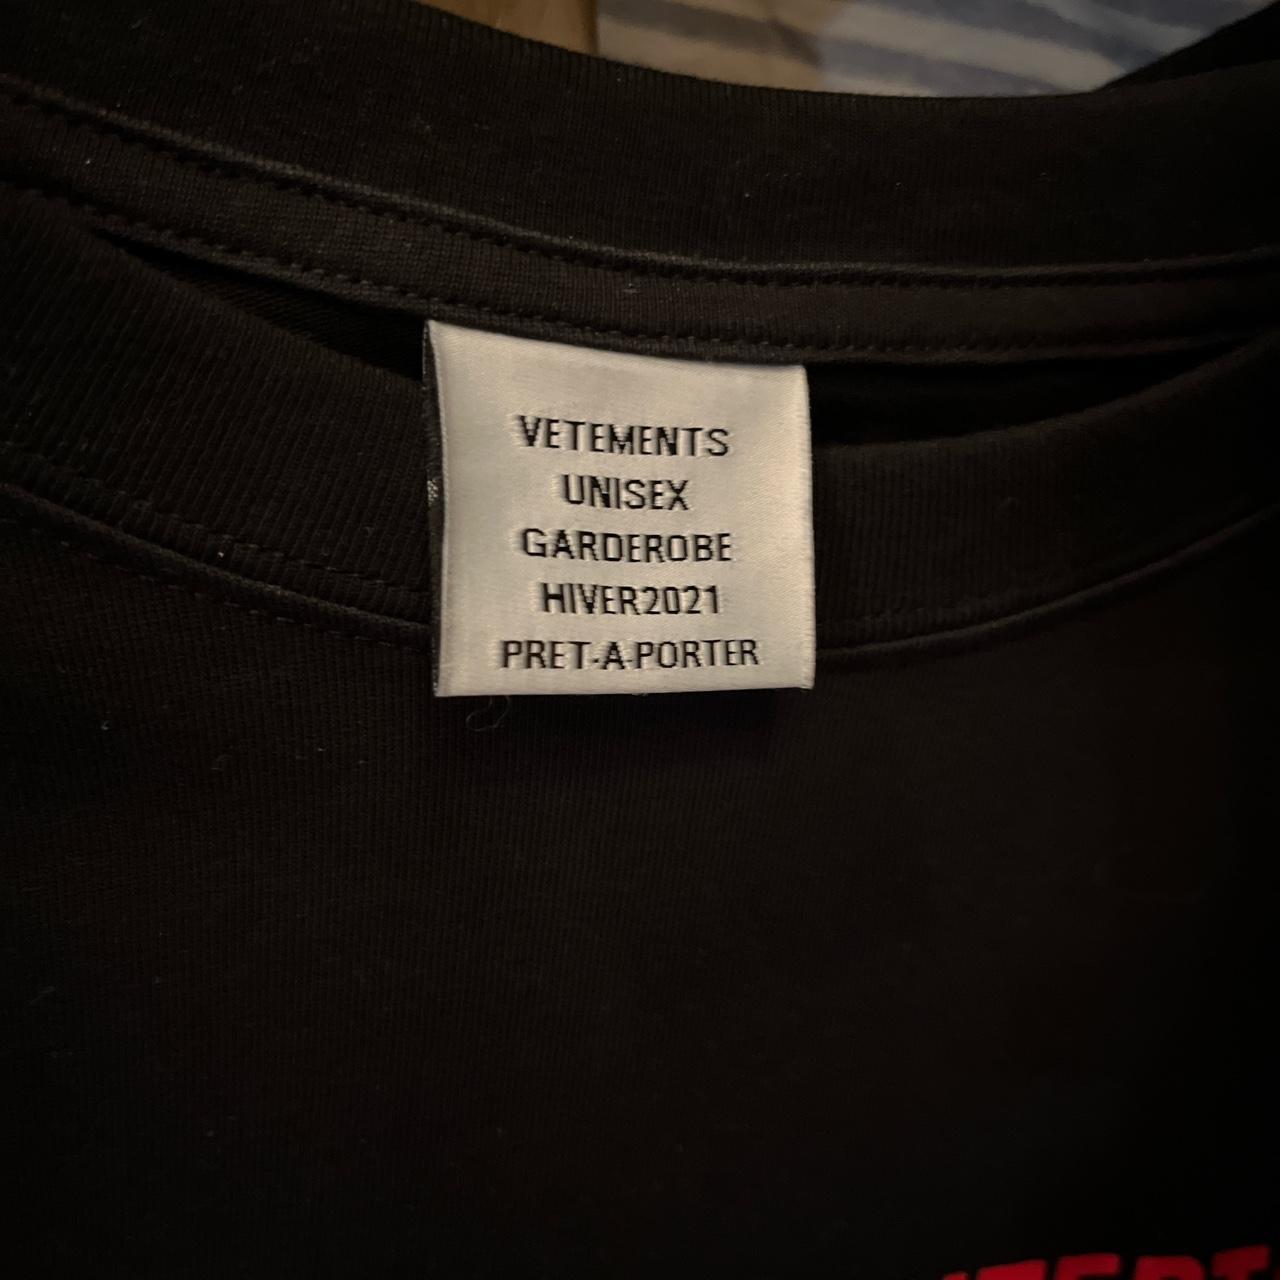 VETEMENTS
UNISEX
GARDEROBE
HIVER2021
PRET-A-PORTER